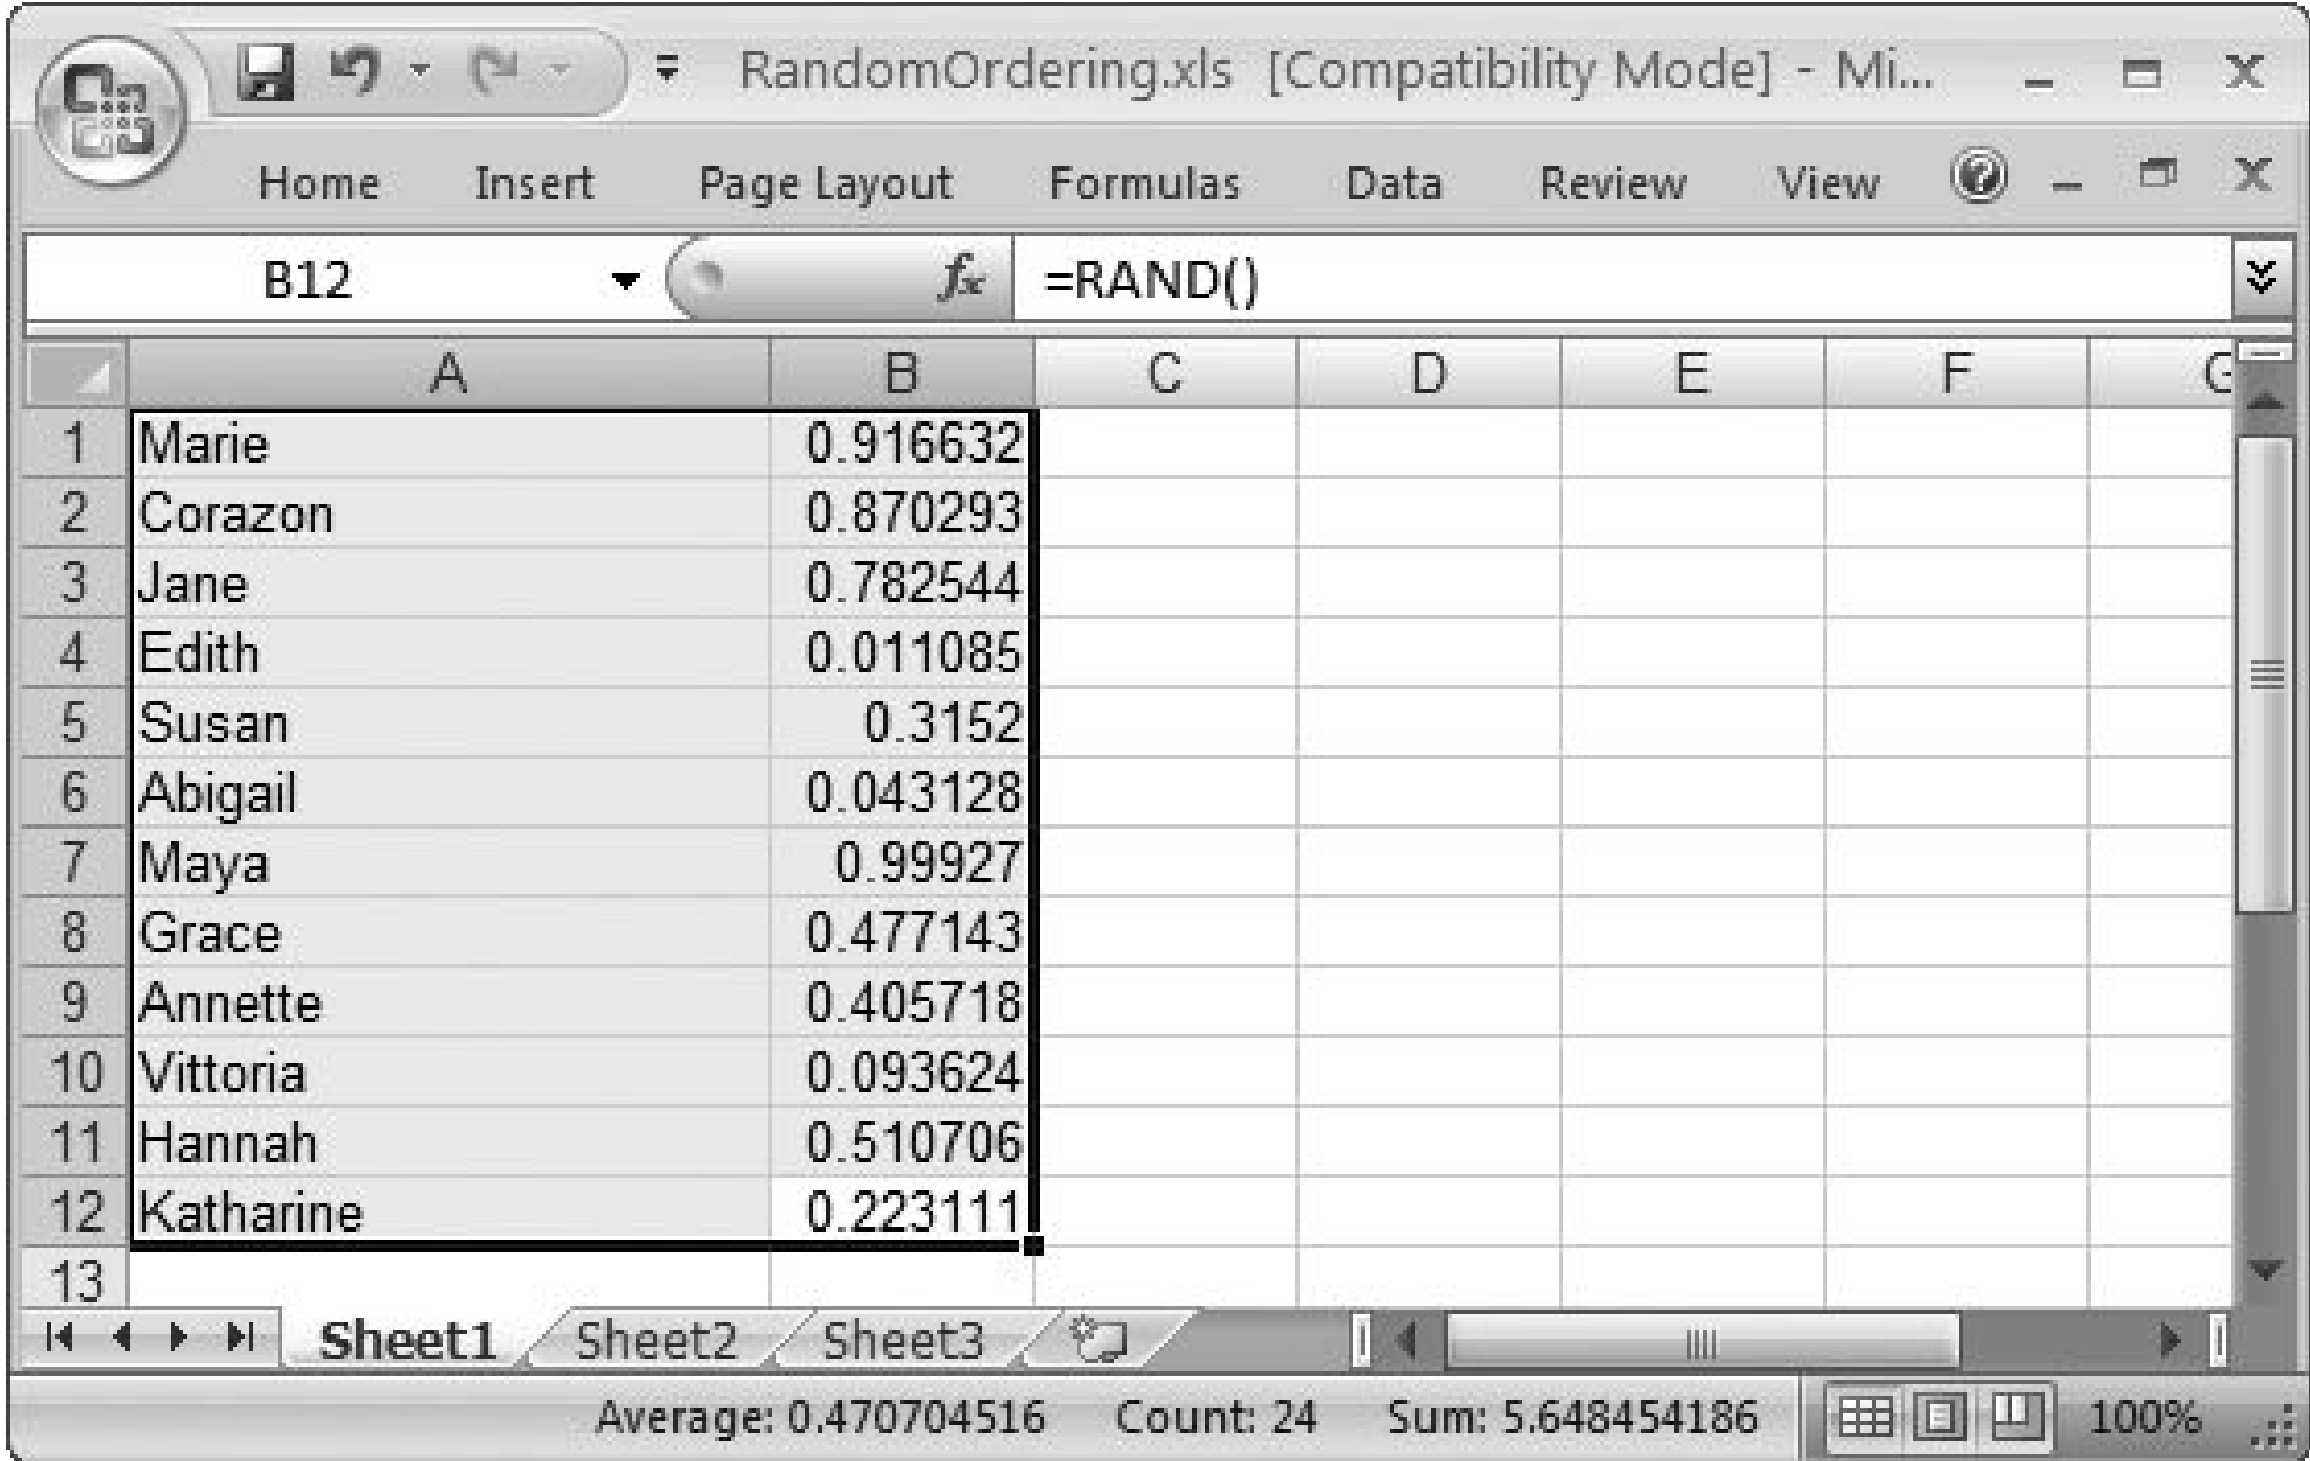 RandomOrdering.xls [Compatibility Mode] - Mi...
Home Insert Page Layout Formulas Data Review View
B12 fx =RAND()
A B C D E F G
1 Marie 0.916632
2 Corazon 0.870293
3 Jane 0.782544
4 Edith 0.011085
5 Susan 0.3152
6 Abigail 0.043128
7 Maya 0.99927
8 Grace 0.477143
9 Annette 0.405718
10 Vittoria 0.093624
11 Hannah 0.510706
12 Katharine 0.223111
13
Sheet1 Sheet2 Sheet3
Average: 0.470704516 Count: 24 Sum: 5.648454186 100%